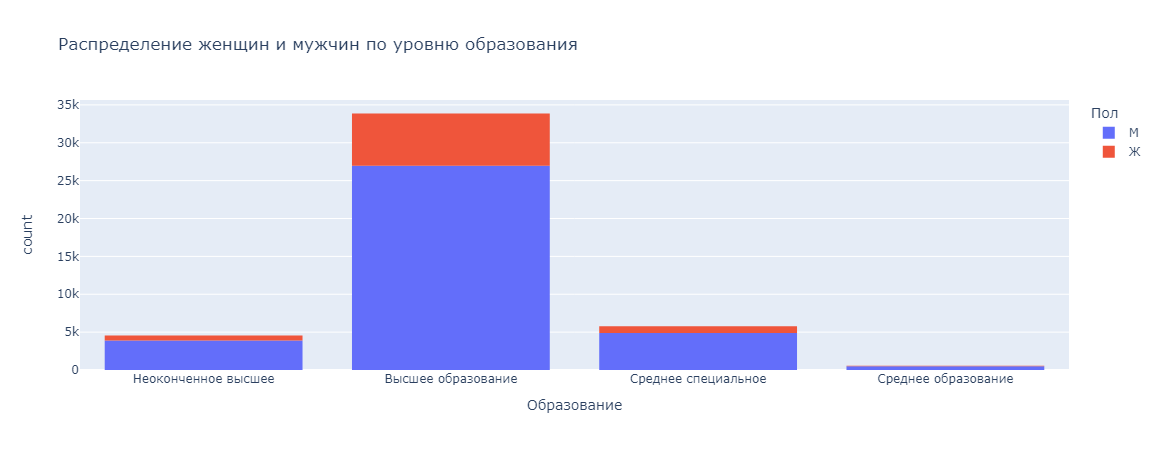 Распределение женщин и мужчин по уровню образования
35k
30k
25k
20k
15k
10k
5k
0
count
Неоконченное высшее
Высшее образование
Среднее специальное
Среднее образование
Образование
Пол
М
Ж